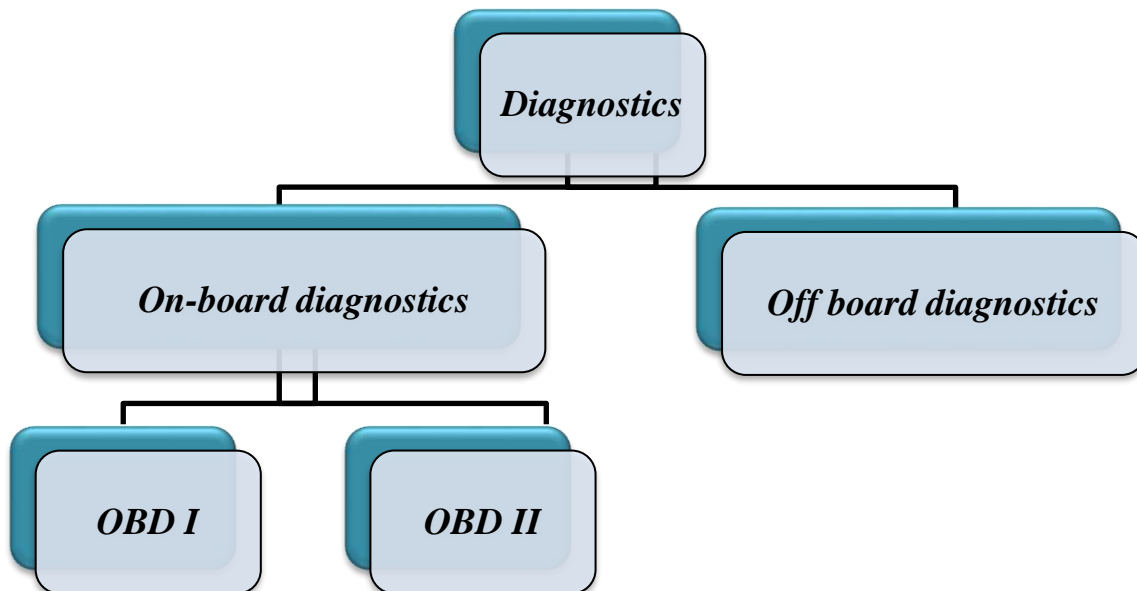 Diagnostics
On-board diagnostics
Off board diagnostics
OBD I
OBD II